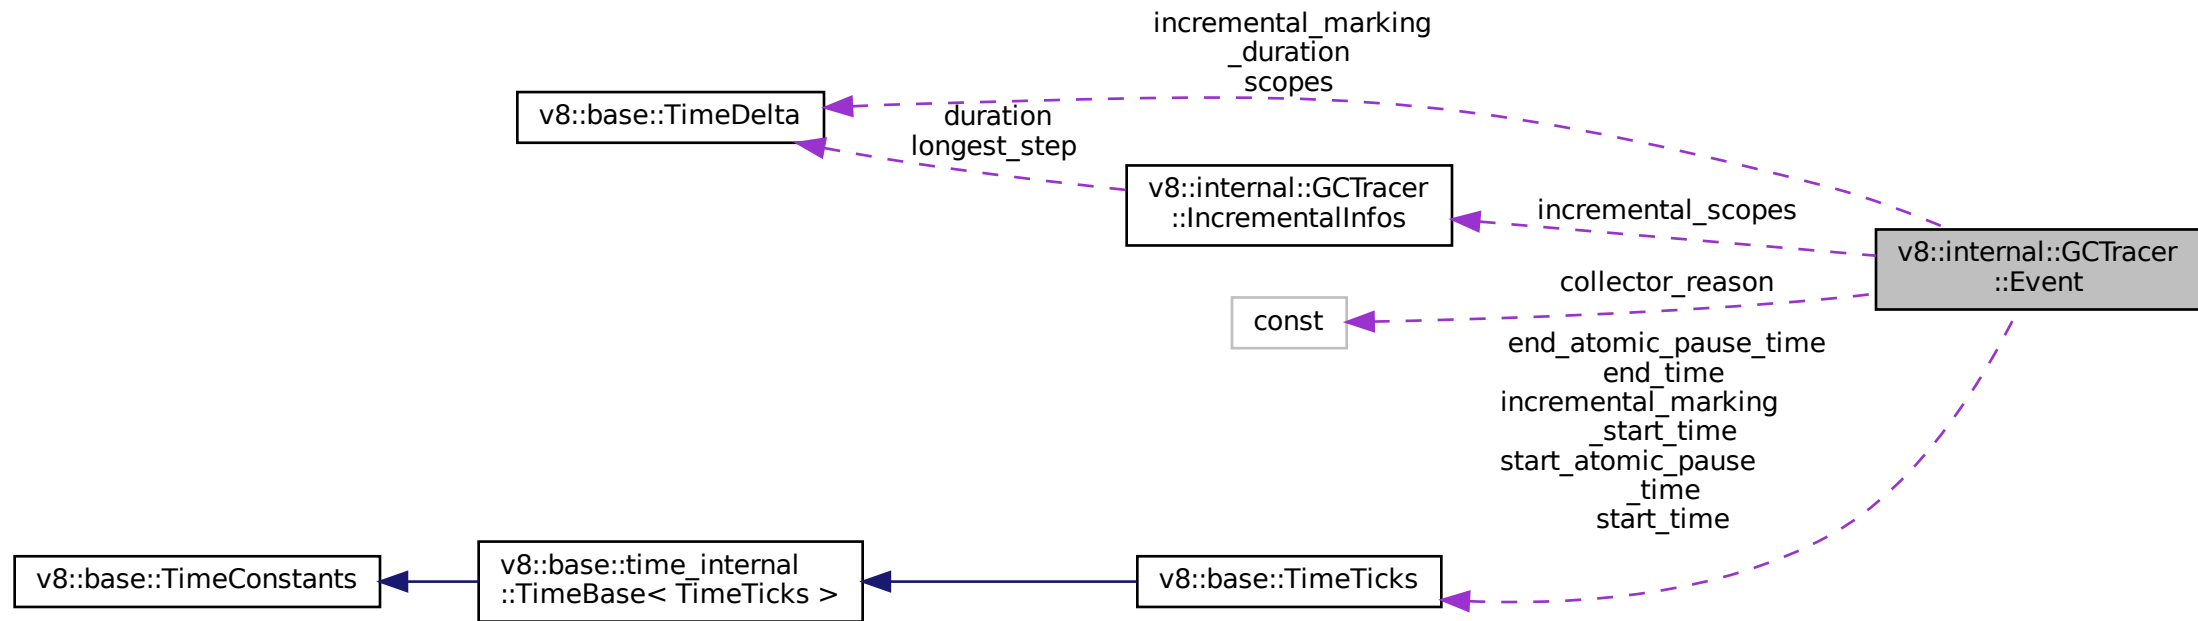 incremental_marking
_duration
scopes
v8::base::TimeDelta
duration
longest_step
v8::internal::GCTracer
::IncrementalInfos
incremental_scopes
v8::internal::GCTracer
::Event
collector_reason
const
end_atomic_pause_time
end_time
incremental_marking
_start_time
start_atomic_pause
_time
start_time
v8::base::TimeConstants
v8::base::time_internal
::TimeBase< TimeTicks >
v8::base::TimeTicks